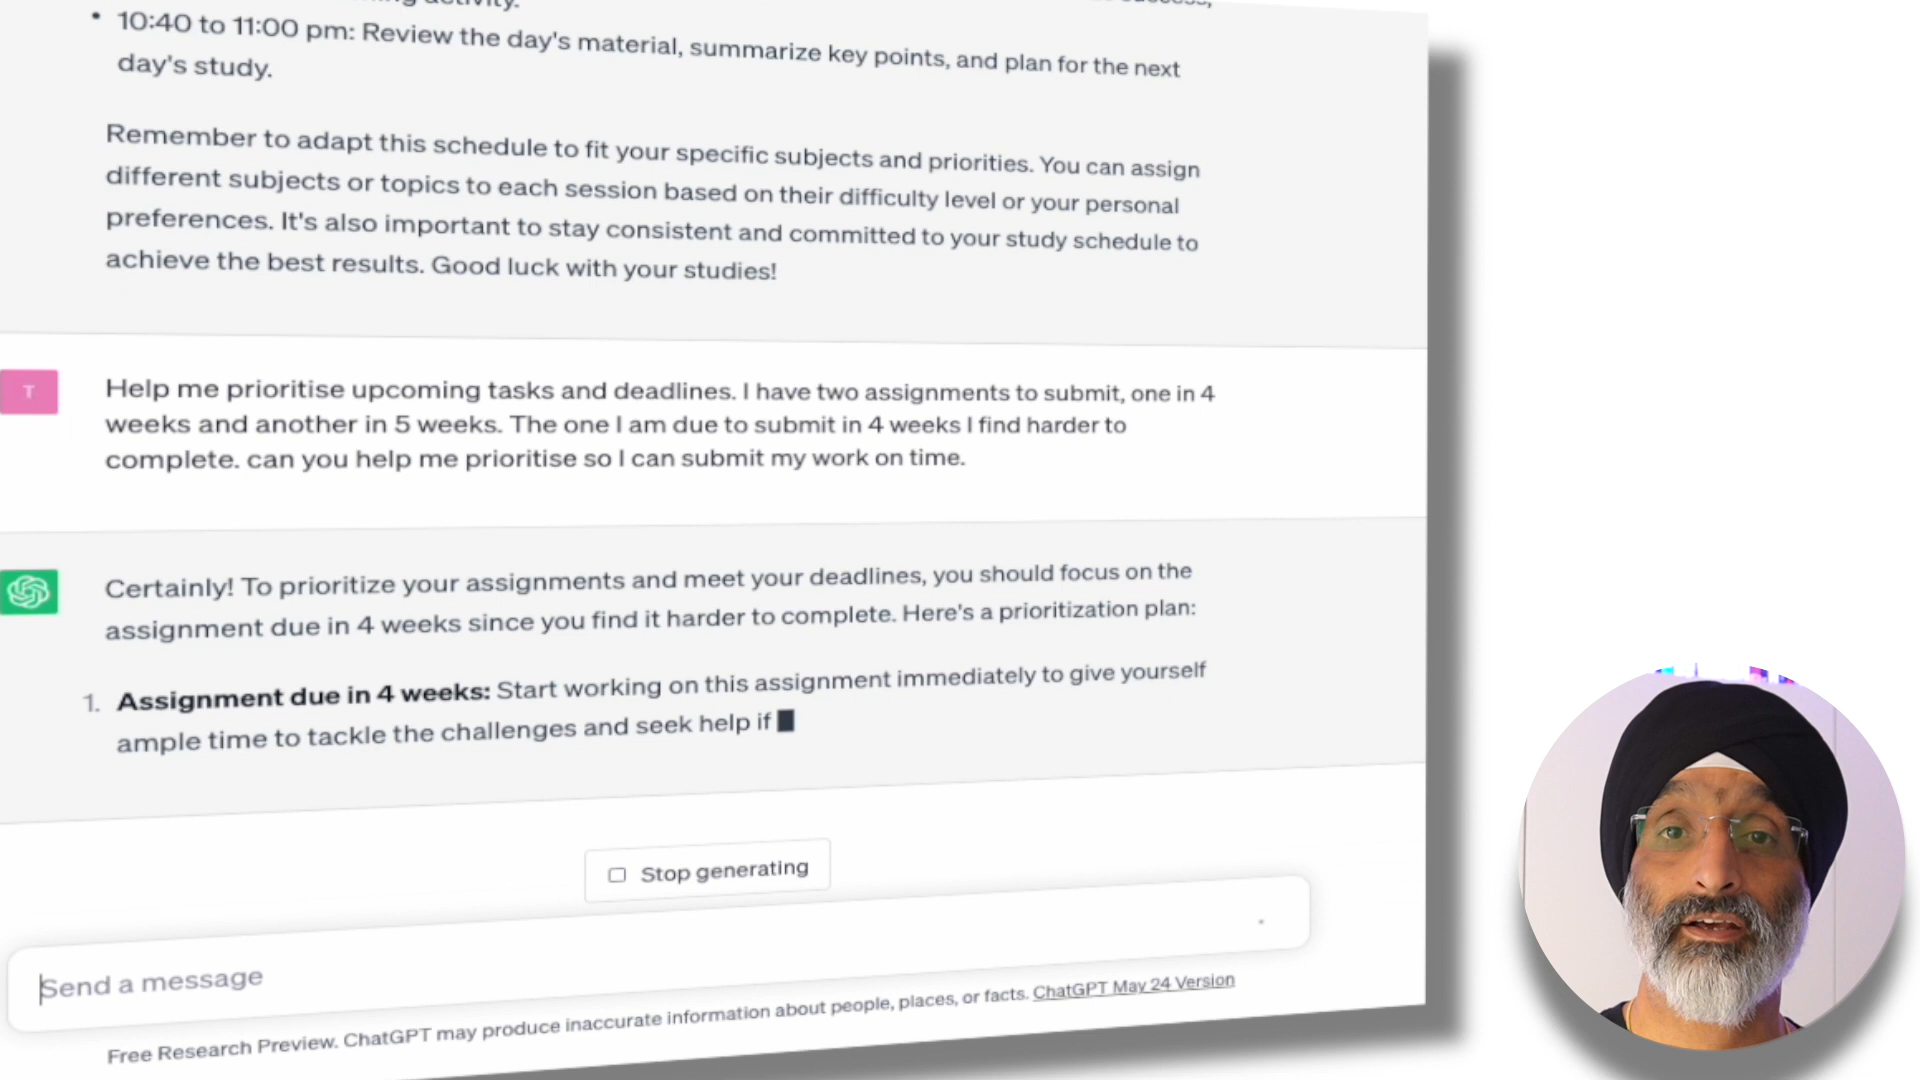 10:40 to 11:00 pm: Review the day's material, summarize key points, and plan for the next
day's study.
Remember to adapt this schedule to fit your specific subjects and priorities. You can assign
different subjects or topics to each session based on their difficulty level or your personal
preferences. It's also important to stay consistent and committed to your study schedule to
achieve the best results. Good luck with your studies!
T
Help me prioritise upcoming tasks and deadlines. I have two assignments to submit, one in 4
weeks and another in 5 weeks. The one I am due to submit in 4 weeks I find harder to
complete. can you help me prioritise so I can submit my work on time.
Certainly! To prioritize your assignments and meet your deadlines, you should focus on the
assignment due in 4 weeks since you find it harder to complete. Here's a prioritization plan:
1. Assignment due in 4 weeks: Start working on this assignment immediately to give yourself
ample time to tackle the challenges and seek help if
Stop generating
Send a message
Free Research Preview. ChatGPT may produce inaccurate information about people, places, or facts. ChatGPT May 24 Version